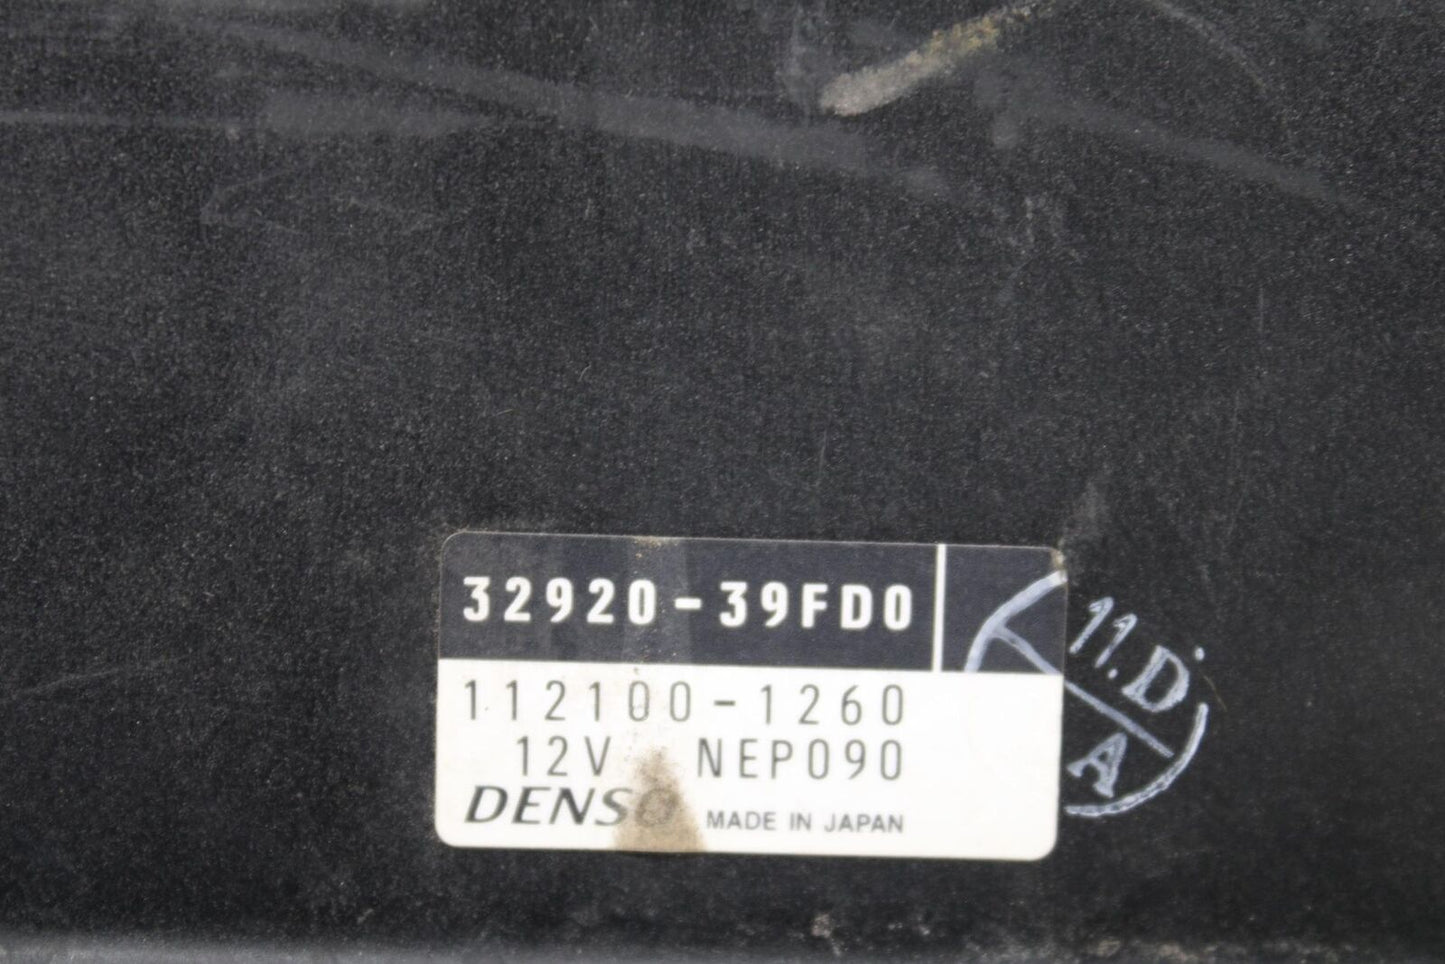 32920-39FD0
112100-1260
12V NEP090
DENSO MADE IN JAPAN
11.D
A